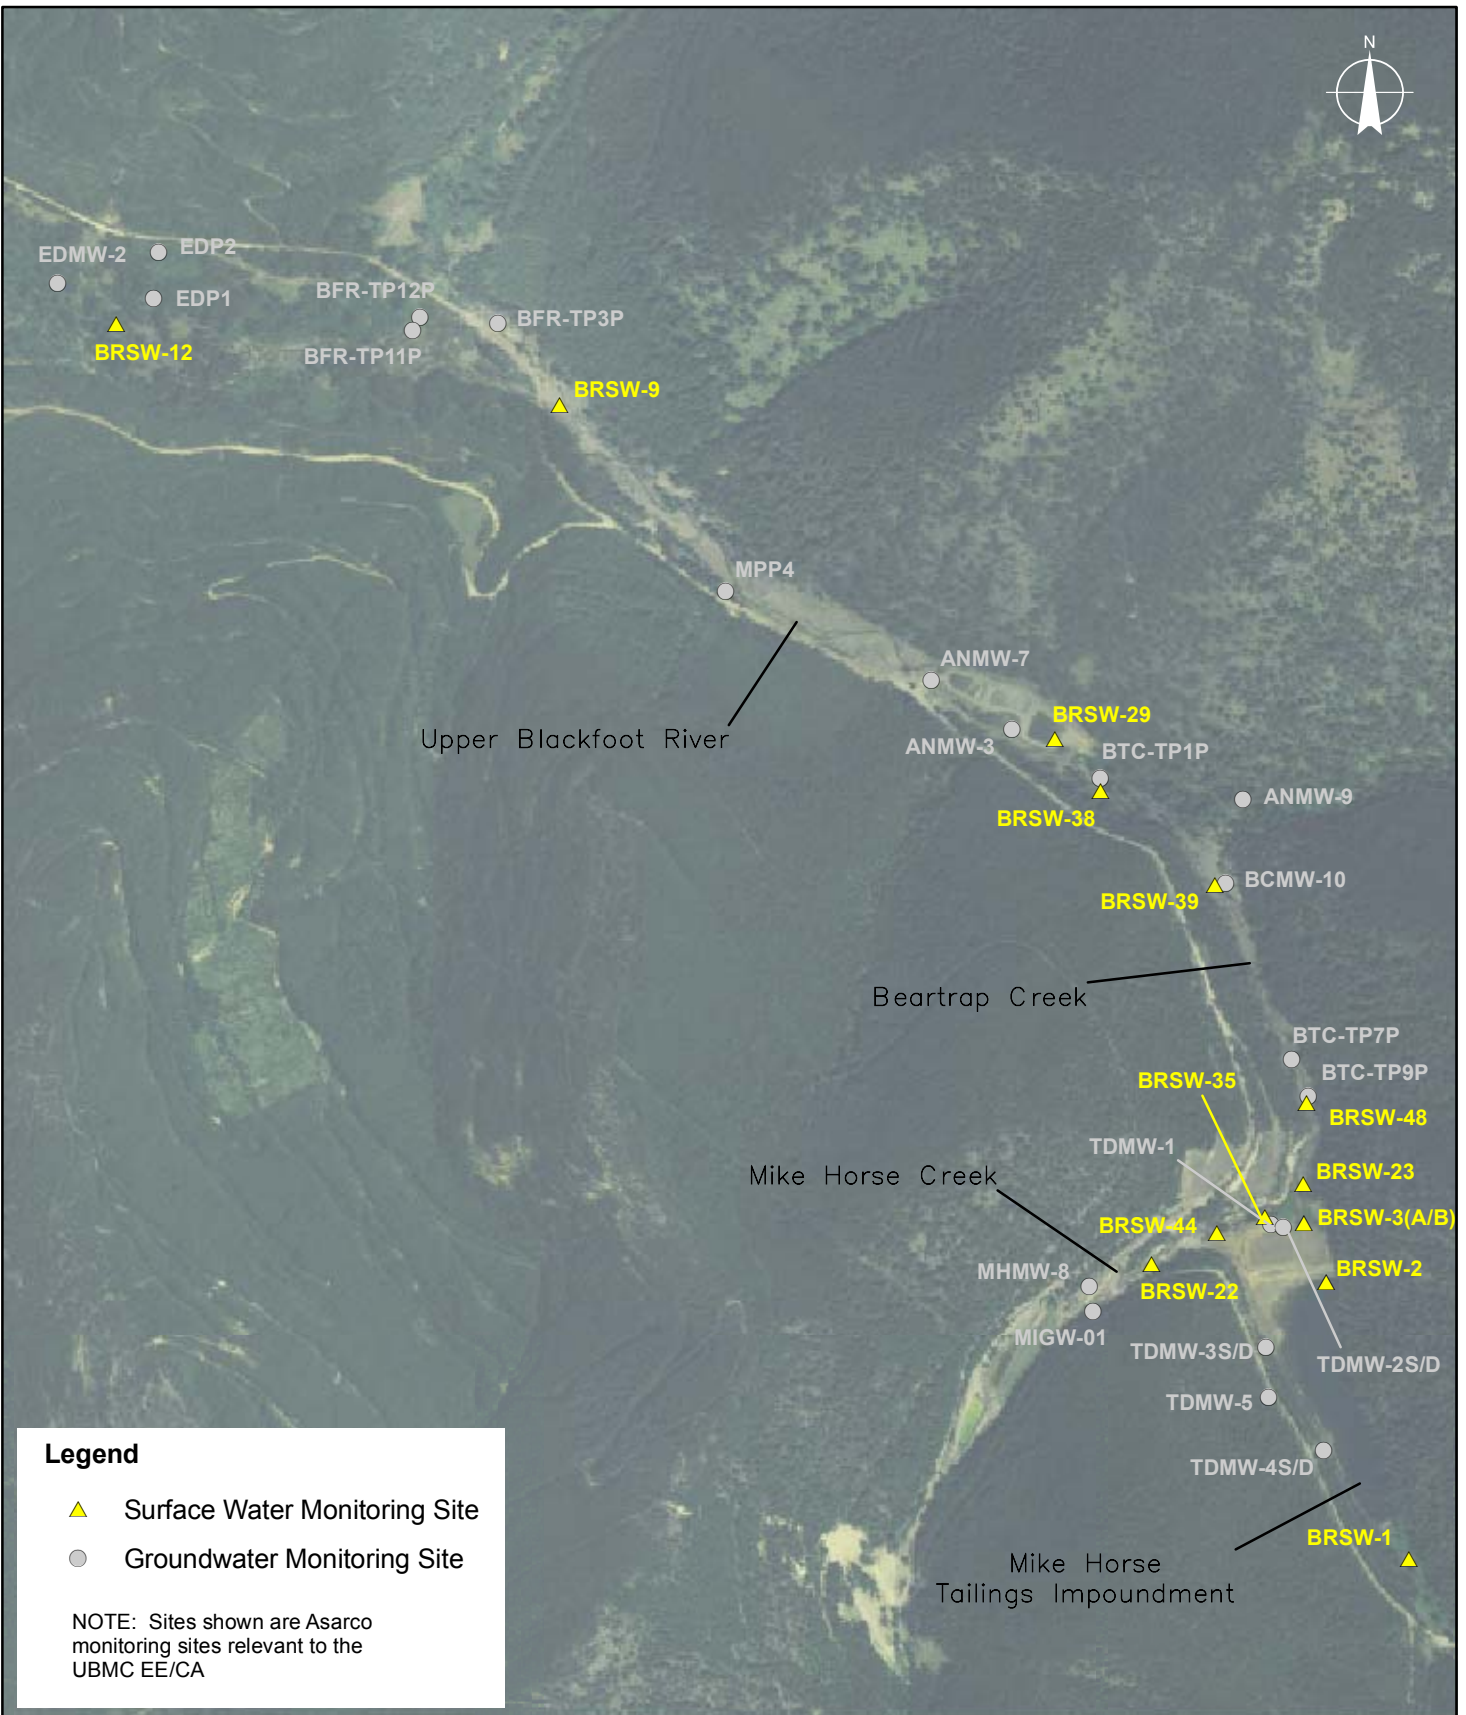 N
EDMW-2
EDP2
EDP1
BFR-TP12P
BFR-TP3P
BRSW-12
BFR-TP11P
BRSW-9
MPP4
ANMW-7
BRSW-29
Upper Blackfoot River
ANMW-3
BTC-TP1P
ANMW-9
BRSW-38
BCMW-10
BRSW-39
Beartrap Creek
BTC-TP7P
BRSW-35
BTC-TP9P
BRSW-48
TDMW-1
Mike Horse Creek
BRSW-23
BRSW-44
BRSW-3(A/B)
MHMW-8
BRSW-2
BRSW-22
MIGW-01
TDMW-3S/D
TDMW-2S/D
TDMW-5
TDMW-4S/D
BRSW-1
Mike Horse
Tailings Impoundment
Legend
Surface Water Monitoring Site
Groundwater Monitoring Site
NOTE: Sites shown are Asarco
monitoring sites relevant to the
UBMC EE/CA